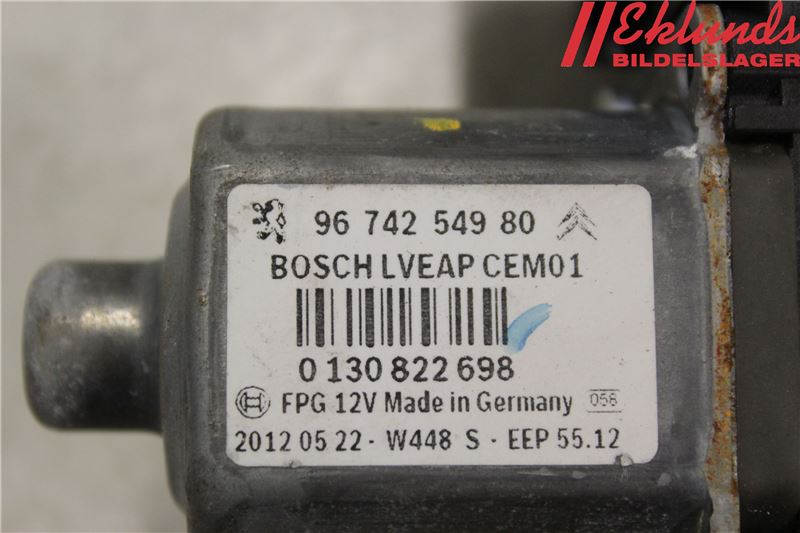 Eklunds
BILDELSLAGER
96 742 549 80
BOSCH LVEAP CEM01
0 130 822 698
FPG 12V Made in Germany 058
2012 05 22 - W448 S - EEP 55.12